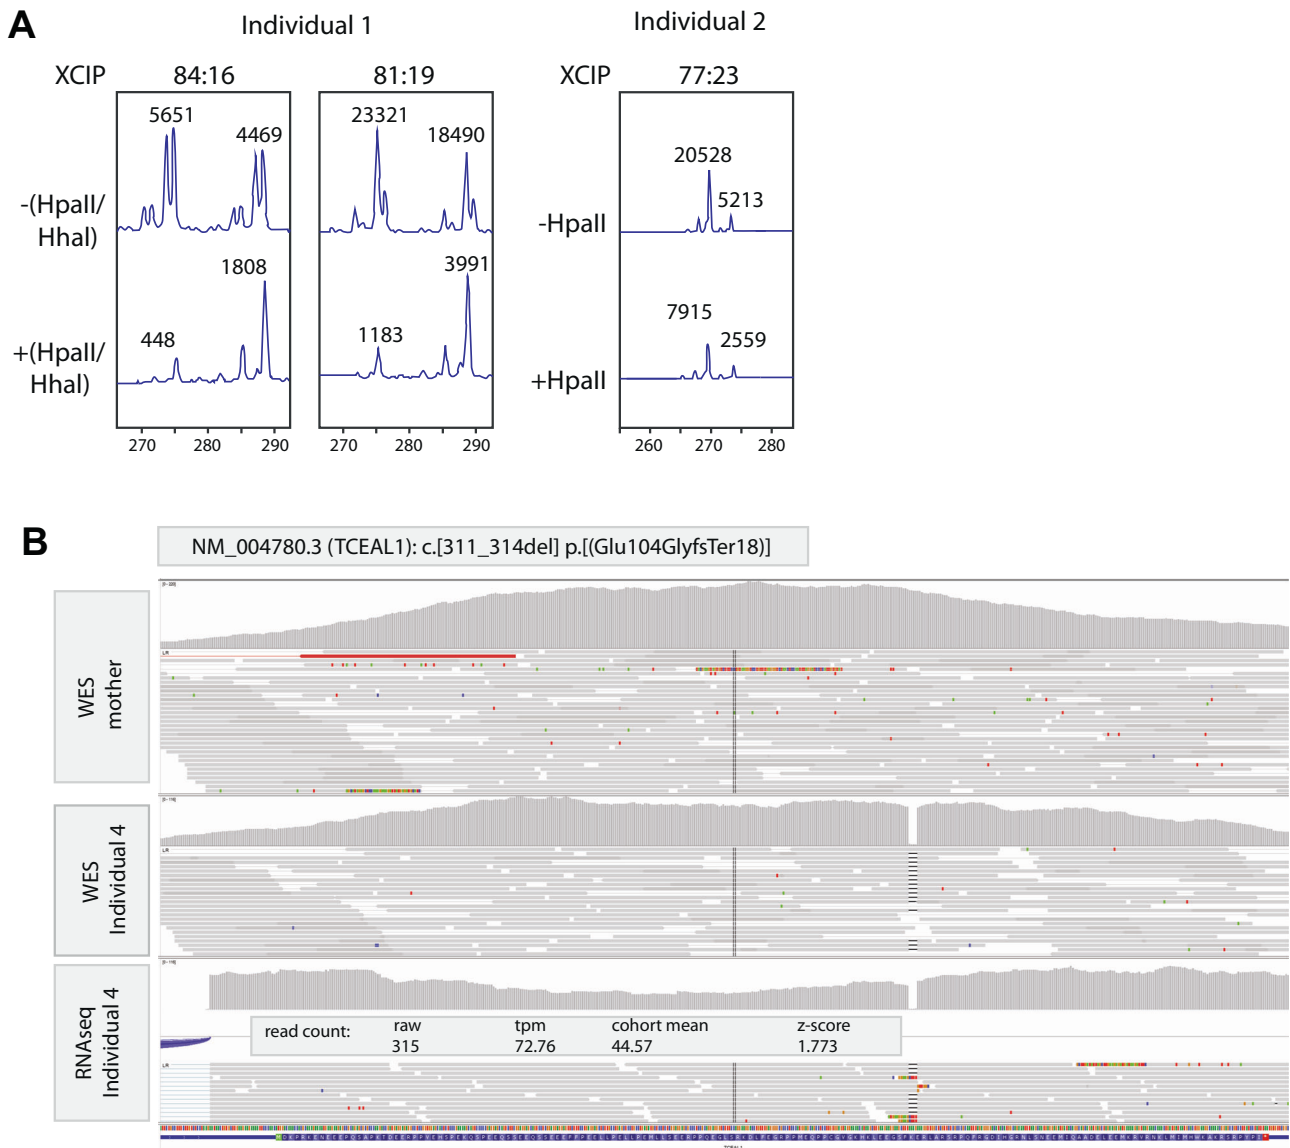 A
Individual 1
Individual 2
XCIP 84:16 81:19
XCIP 77:23
5651 4469
23321 18490
20528 5213
-(HpaII/
HhaI)
-HpaII
448 1808
1183 3991
7915 2559
+(HpaII/
HhaI)
+HpaII
270 280 290
270 280 290
260 270 280
B
NM_004780.3 (TCEAL1): c.[311_314del] p.[(Glu104GlyfsTer18)]
WES
mother
WES
Individual 4
RNAseq
Individual 4
read count: raw tpm cohort mean z-score
315 72.76 44.57 1.773